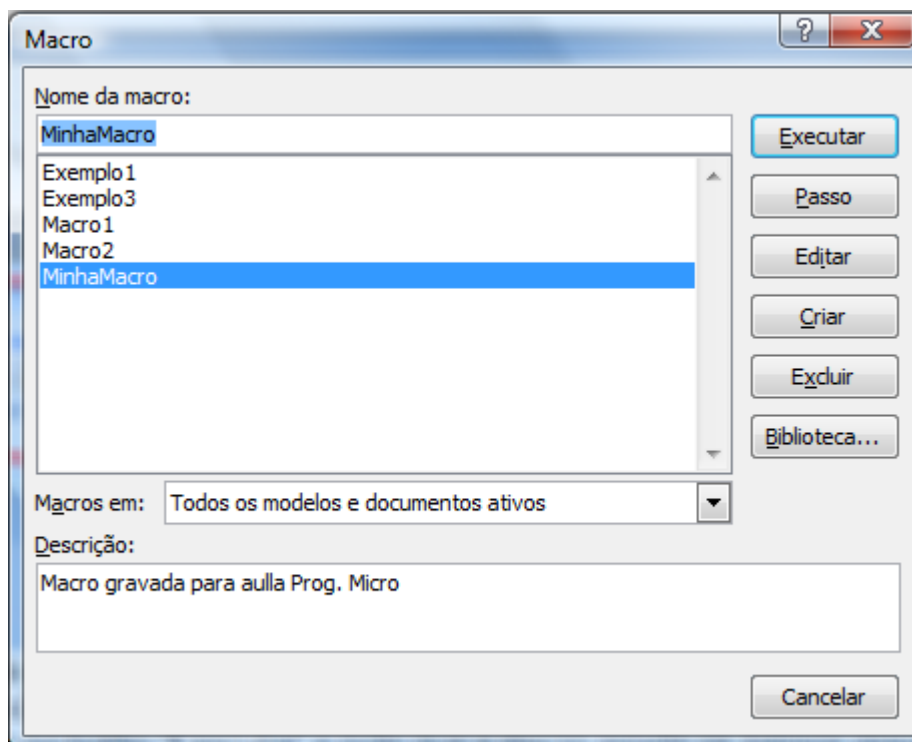 Macro
Nome da macro:
MinhaMacro
Executar
Exemplo1
Exemplo3
Macro1
Macro2
MinhaMacro
Passo
Editar
Criar
Excluir
Biblioteca...
Macros em: Todos os modelos e documentos ativos
Descrição:
Macro gravada para aulla Prog. Micro
Cancelar